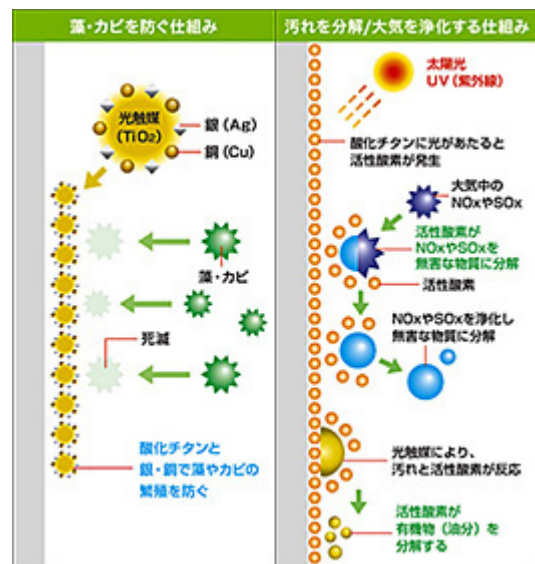 藻・カビを防ぐ仕組み
光触媒
(TiO2)
銀(Ag)
銅(Cu)
藻・カビ
死滅
酸化チタンと
銀・銅で藻やカビの
繁殖を防ぐ
汚れを分解/大気を浄化する仕組み
太陽光
UV(紫外線)
酸化チタンに光があたると
活性酸素が発生
大気中の
NOxやSOx
活性酸素が
NOxやSOxを
無害な物質に分解
活性酸素
NOxやSOxを浄化し
無害な物質に分解
光触媒により、
汚れと活性酸素が反応
活性酸素が
有機物(油分)を
分解する